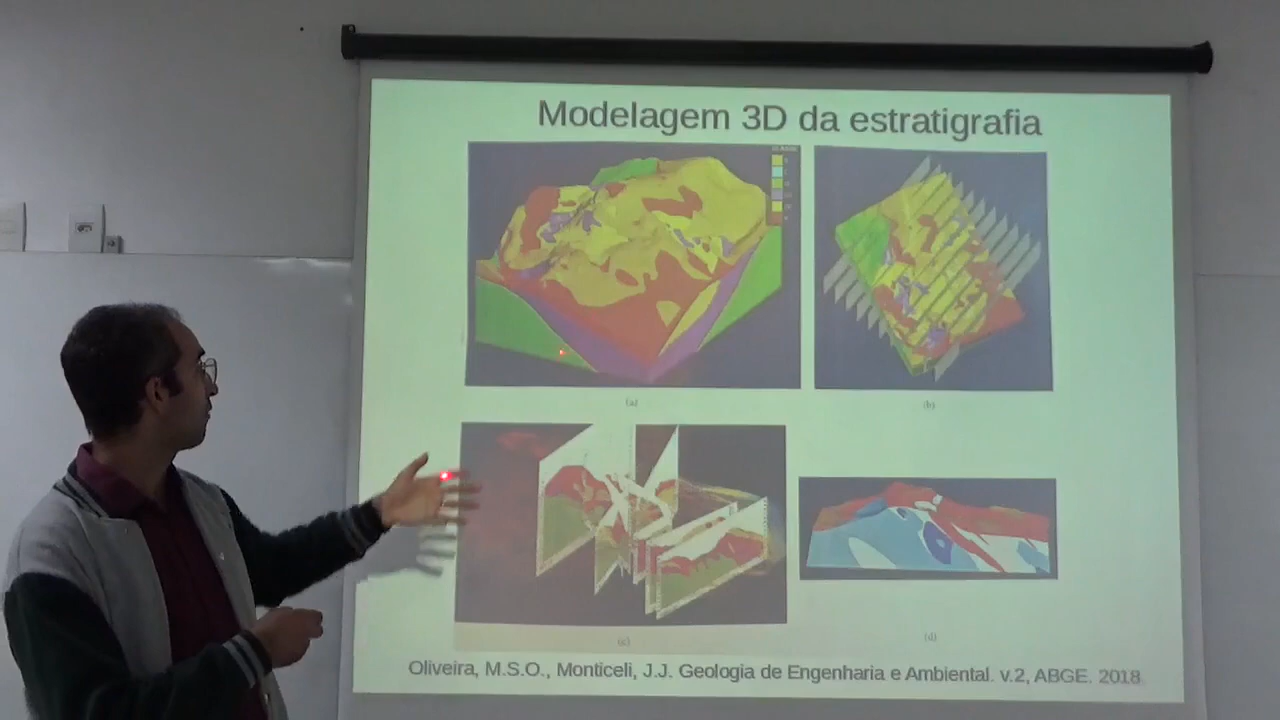 Modelagem 3D da estratigrafia
(a)
(b)
(c)
(d)
Oliveira, M.S.O., Monticeli, J.J. Geologia de Engenharia e Ambiental. v.2, ABGE. 2018.